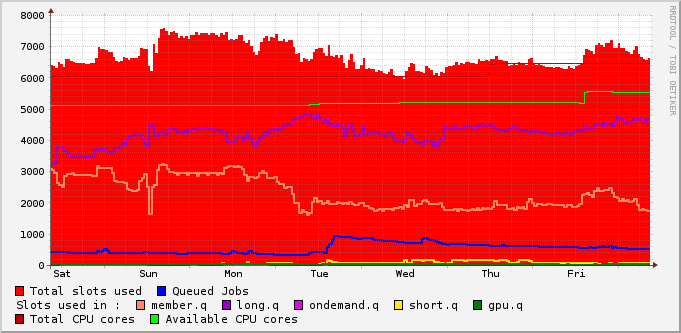 8000
7000
6000
5000
4000
3000
2000
1000
0
Sat Sun Mon Tue Wed Thu Fri
Total slots used Queued Jobs
Slots used in : member.q long.q ondemand.q short.q gpu.q
Total CPU cores Available CPU cores
RRDTOOL / TOBI OETIKER